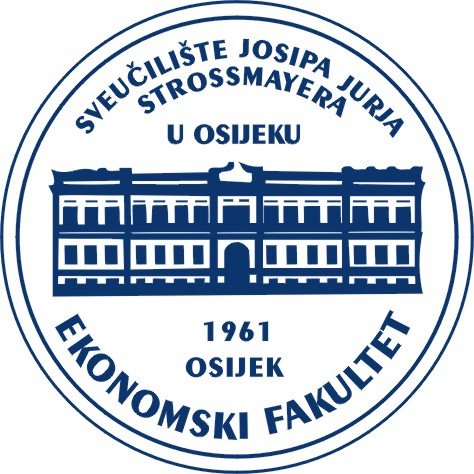 SVEUČILIŠTE JOSIPA JURJA
STROSSMAYERA
U OSIJEKU
1961
OSIJEK
EKONOMSKI FAKULTET